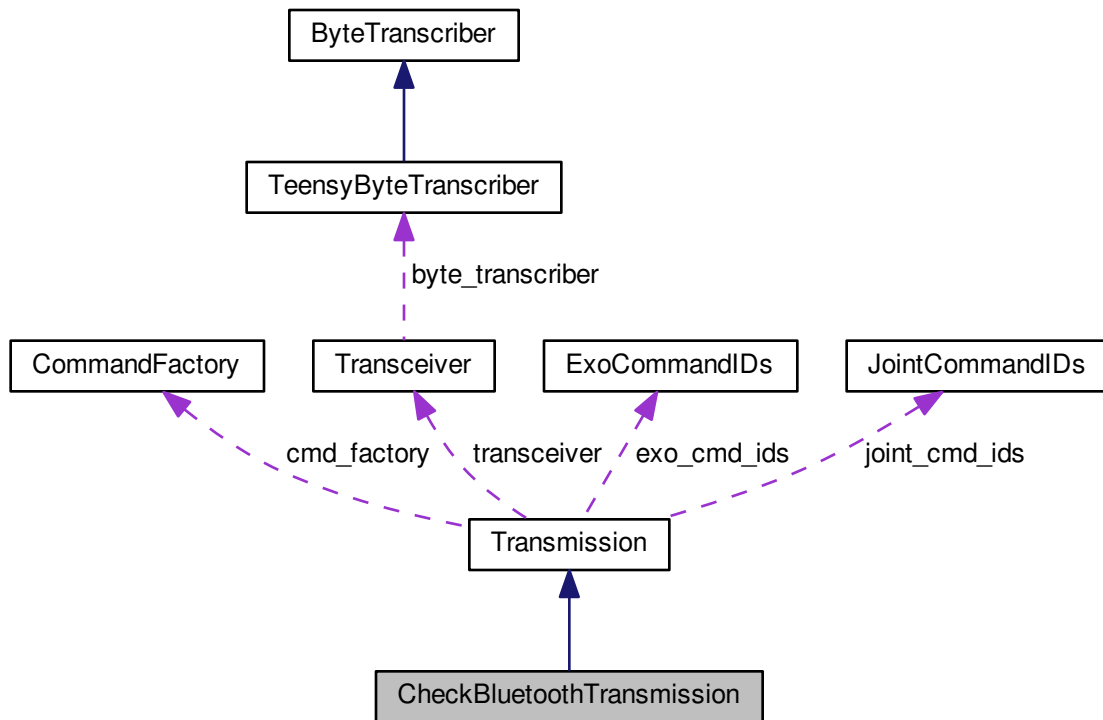 ByteTranscriber
TeensyByteTranscriber
byte_transcriber
CommandFactory
Transceiver
ExoCommandIDs
JointCommandIDs
cmd_factory
transceiver
exo_cmd_ids
joint_cmd_ids
Transmission
CheckBluetoothTransmission